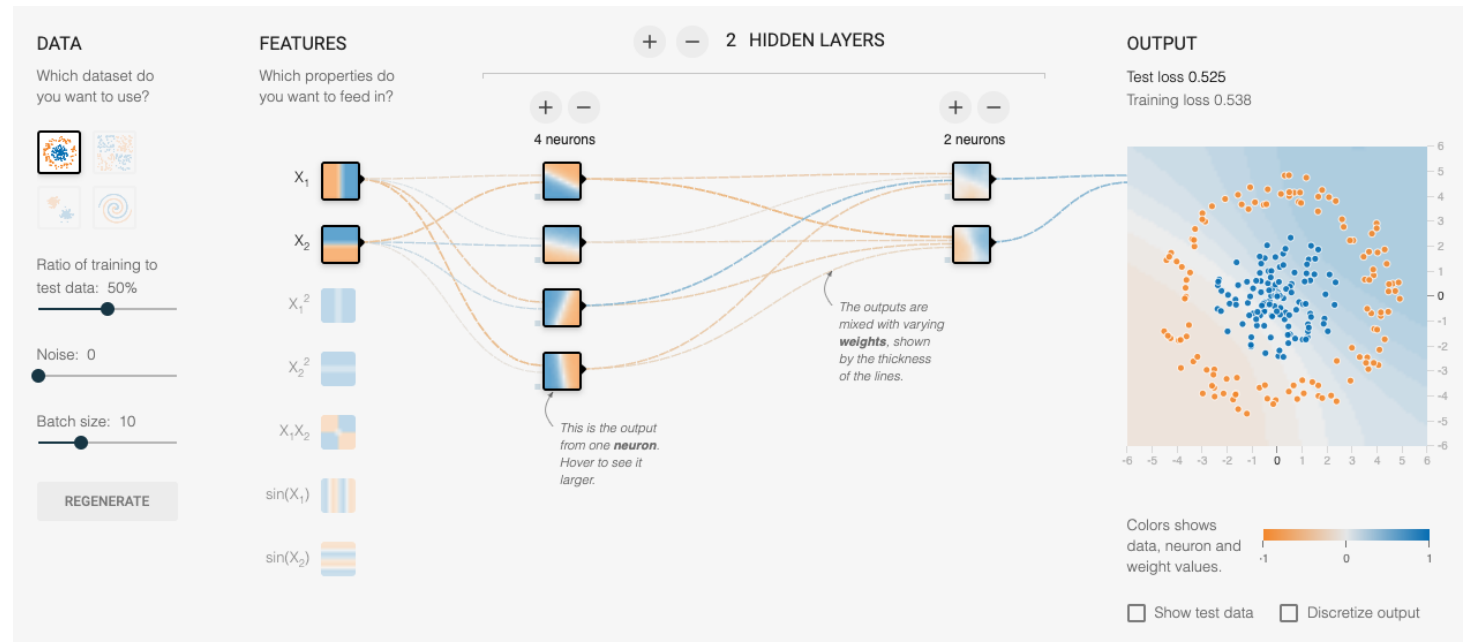 DATA
Which dataset do
you want to use?
Ratio of training to
test data: 50%
Noise: 0
Batch size: 10
REGENERATE
FEATURES
Which properties do
you want to feed in?
X1
X2
X1²
X2²
X1X2
sin(X1)
sin(X2)
+ − 2 HIDDEN LAYERS
+ −
4 neurons
+ −
2 neurons
The outputs are
mixed with varying
weights, shown
by the thickness
of the lines.
This is the output
from one neuron.
Hover to see it
larger.
OUTPUT
Test loss 0.525
Training loss 0.538
6
5
4
3
2
1
0
-1
-2
-3
-4
-5
-6
-6 -5 -4 -3 -2 -1 0 1 2 3 4 5 6
Colors shows
data, neuron and
weight values.
-1 0 1
Show test data
Discretize output